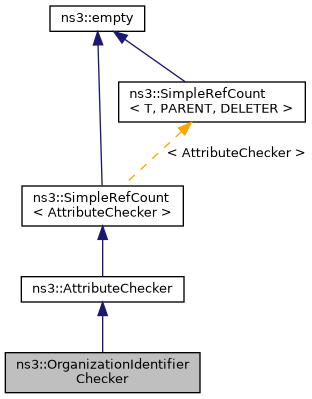 ns3::empty
ns3::SimpleRefCount
< T, PARENT, DELETER >
< AttributeChecker >
ns3::SimpleRefCount
< AttributeChecker >
ns3::AttributeChecker
ns3::OrganizationIdentifier
Checker